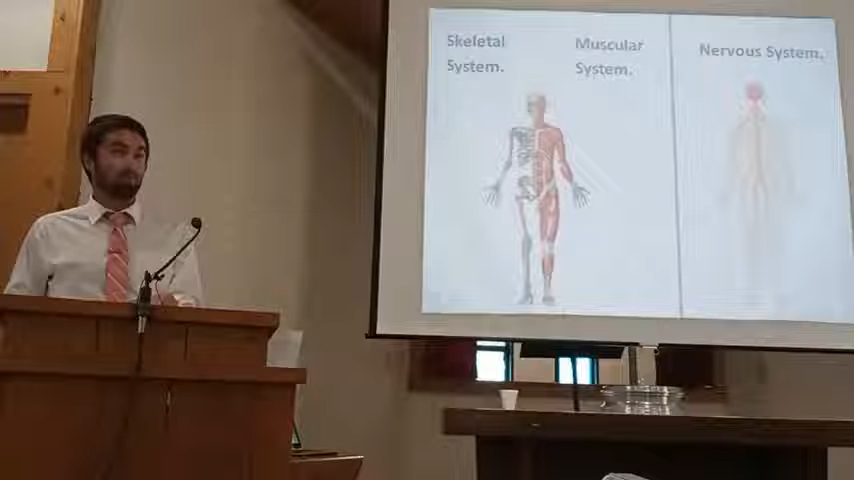 Skeletal
System.
Muscular
System.
Nervous System.